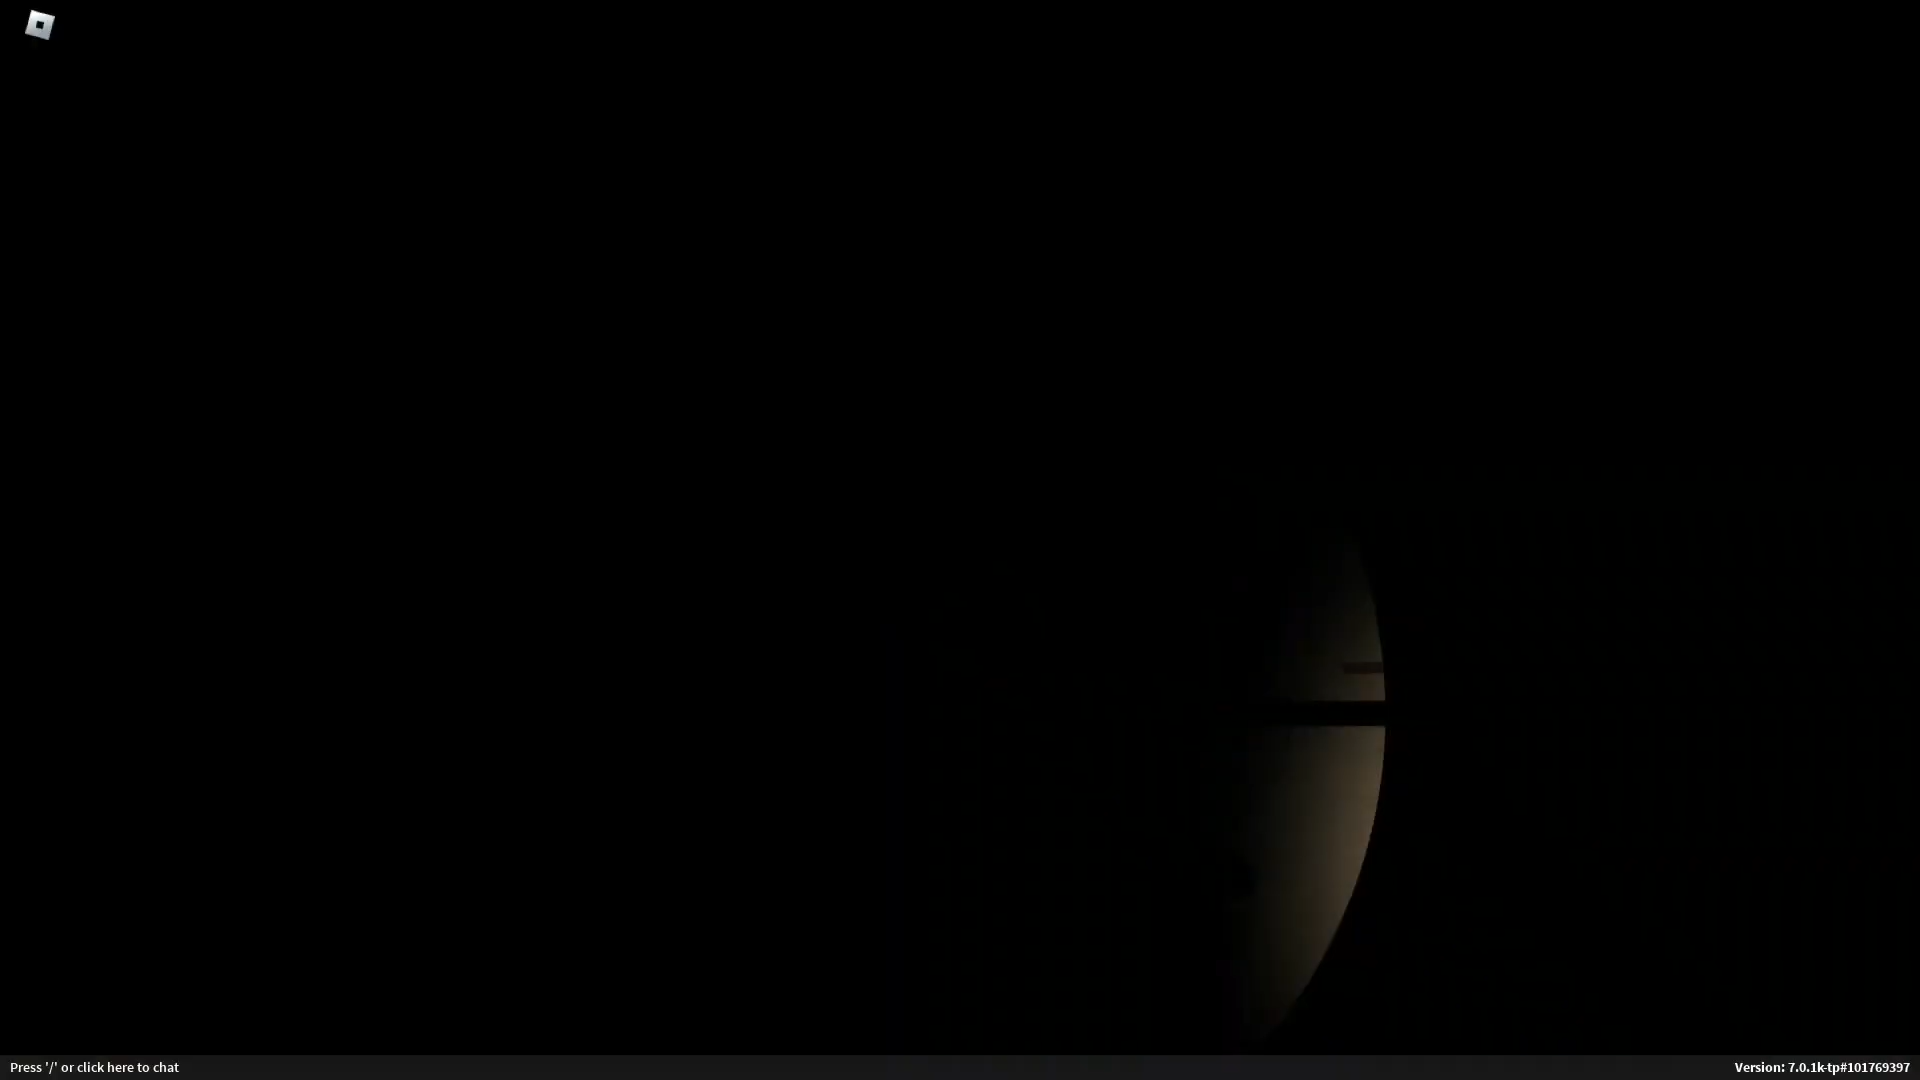 Press '/' or click here to chat
Version: 7.0.1k-tp#101769397